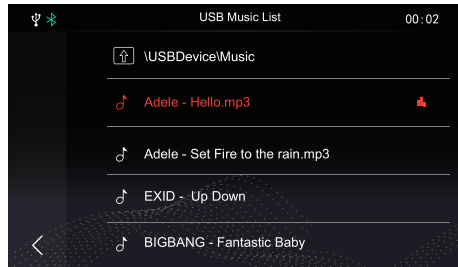 USB Music List
00:02
\USBDevice\Music
Adele - Hello.mp3
Adele - Set Fire to the rain.mp3
EXID - Up Down
BIGBANG - Fantastic Baby